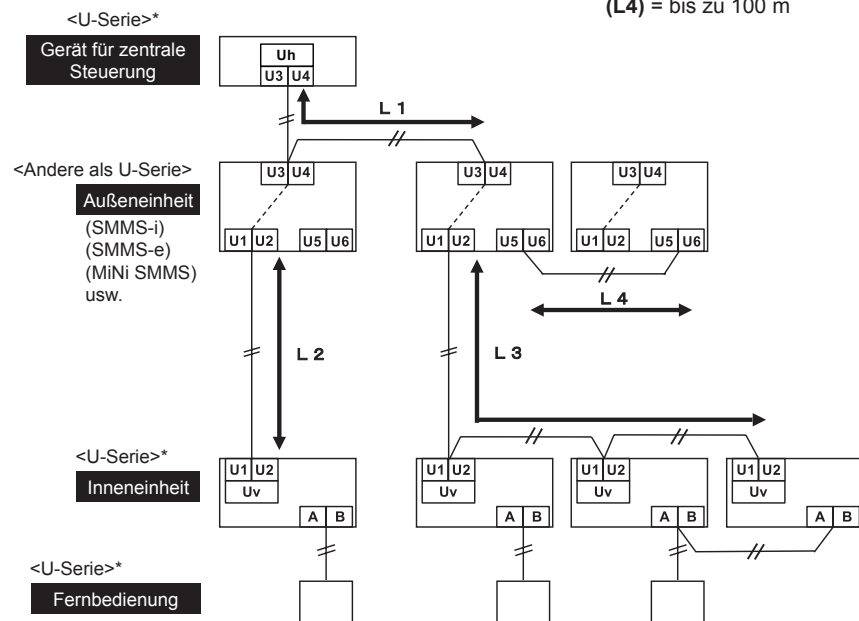 (L4) = bis zu 100 m
<U-Serie>*
Gerät für zentrale
Steuerung
Uh
U3 U4
L 1
<Andere als U-Serie>
Außeneinheit
(SMMS-i)
(SMMS-e)
(MiNi SMMS)
usw.
U3 U4
U1 U2
U5 U6
U3 U4
U1 U2
U5 U6
U3 U4
U1 U2
U5 U6
L 4
L 2
L 3
<U-Serie>*
Inneneinheit
U1 U2
Uv
A B
U1 U2
Uv
A B
U1 U2
Uv
A B
U1 U2
Uv
A B
<U-Serie>*
Fernbedienung